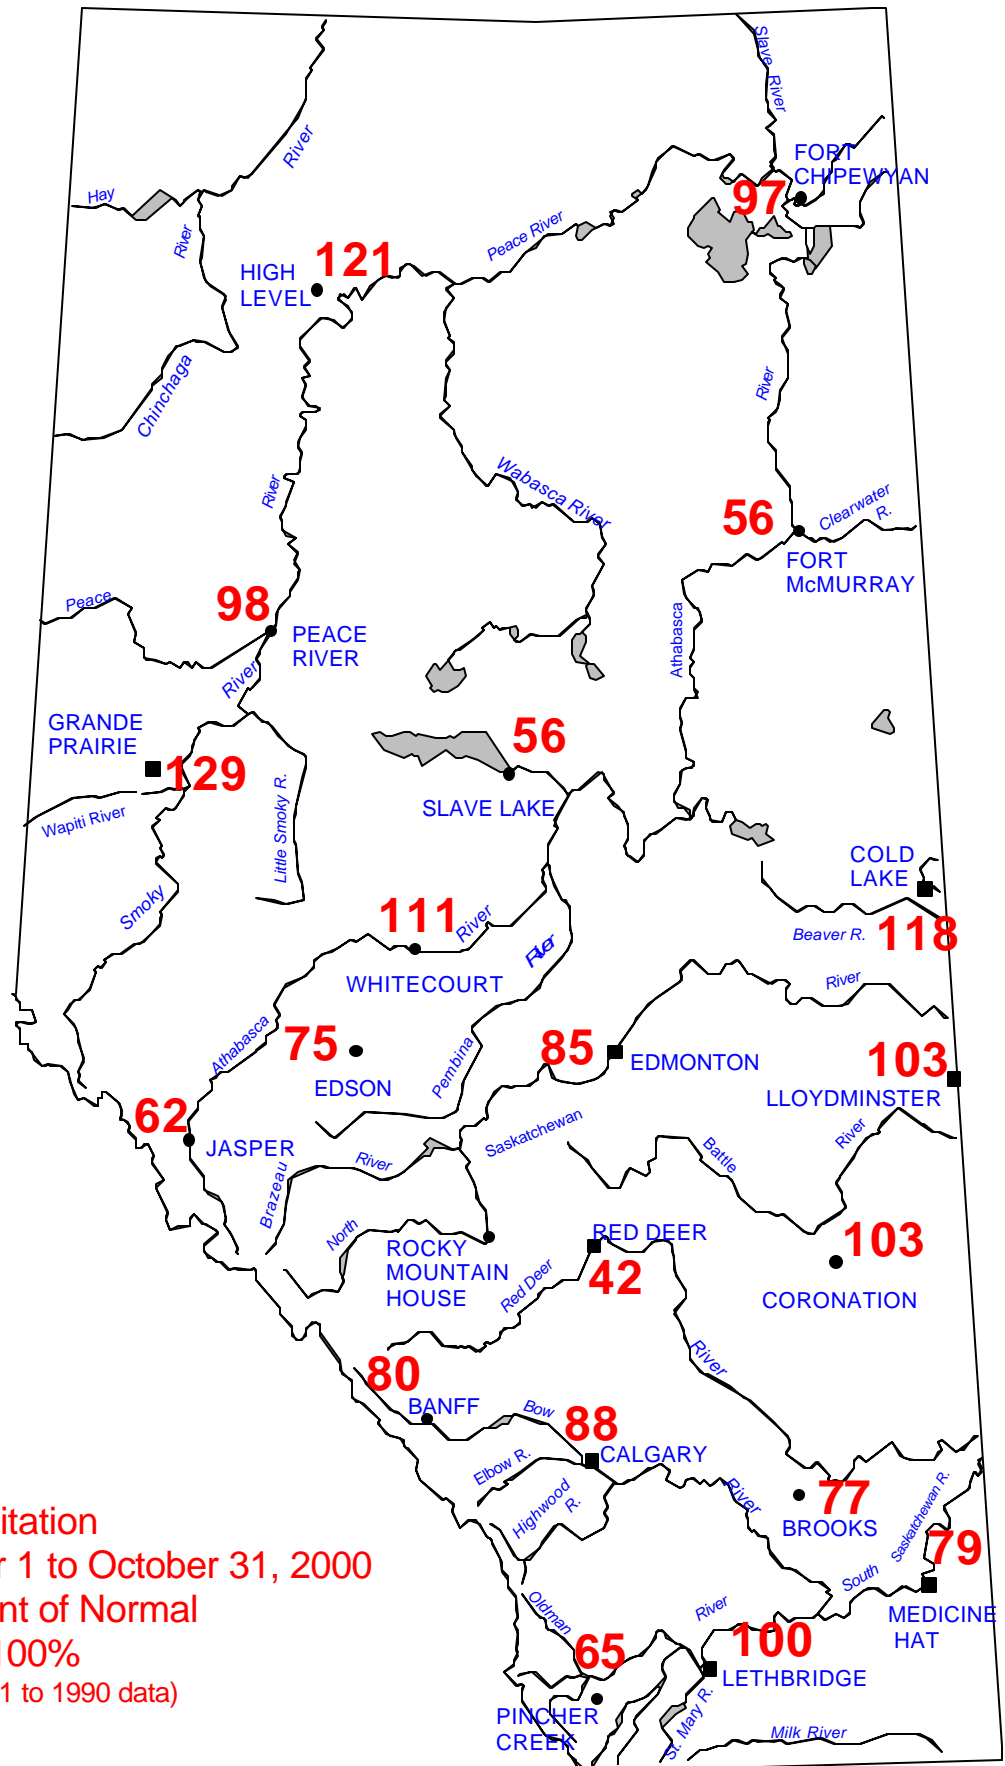 Slave River
FORT
CHIPEWYAN
97
Hay
River
River
Peace River
HIGH
LEVEL
121
Chinchaga
River
River
Wabasca River
56
Clearwater
R.
FORT
McMURRAY
Peace
98
PEACE
RIVER
River
Athabasca
GRANDE
PRAIRIE
129
56
SLAVE LAKE
Wapiti River
Little Smoky R.
COLD
LAKE
118
Beaver R.
Smoky
111
River
WHITECOURT
River
River
Athabasca
75
EDSON
Pembina
85
EDMONTON
103
LLOYDMINSTER
62
JASPER
Saskatchewan
Battle
River
Brazeau
River
North
ROCKY
MOUNTAIN
HOUSE
RED DEER
42
Red Deer
103
CORONATION
River
80
BANFF
Bow
88
CALGARY
Elbow R.
Highwood
R.
River
77
BROOKS
Saskatchewan R.
79
South
MEDICINE
HAT
Oldman
River
65
100
LETHBRIDGE
PINCHER
CREEK
St. Mary R.
Milk River
itation
r 1 to October 31, 2000
nt of Normal
100%
1 to 1990 data)